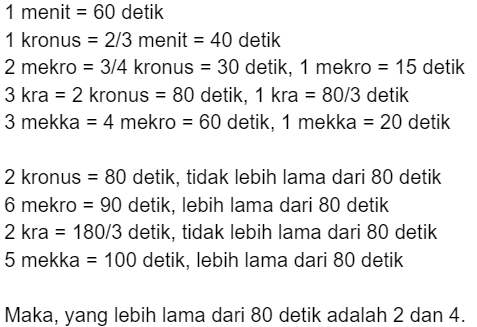 1 menit = 60 detik
1 kronus = 2/3 menit = 40 detik
2 mekro = 3/4 kronus = 30 detik, 1 mekro = 15 detik
3 kra = 2 kronus = 80 detik, 1 kra = 80/3 detik
3 mekka = 4 mekro = 60 detik, 1 mekka = 20 detik
2 kronus = 80 detik, tidak lebih lama dari 80 detik
6 mekro = 90 detik, lebih lama dari 80 detik
2 kra = 180/3 detik, tidak lebih lama dari 80 detik
5 mekka = 100 detik, lebih lama dari 80 detik
Maka, yang lebih lama dari 80 detik adalah 2 dan 4.